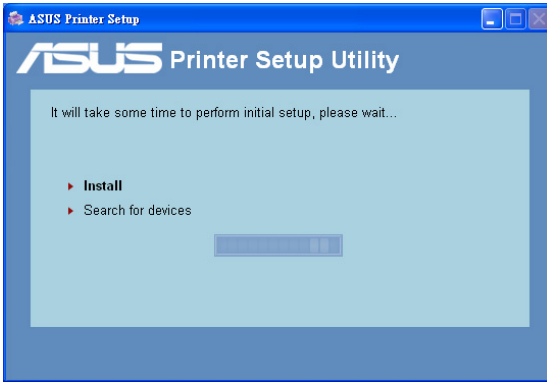 ASUS Printer Setup
ASUS Printer Setup Utility
It will take some time to perform initial setup, please wait...
Install
Search for devices